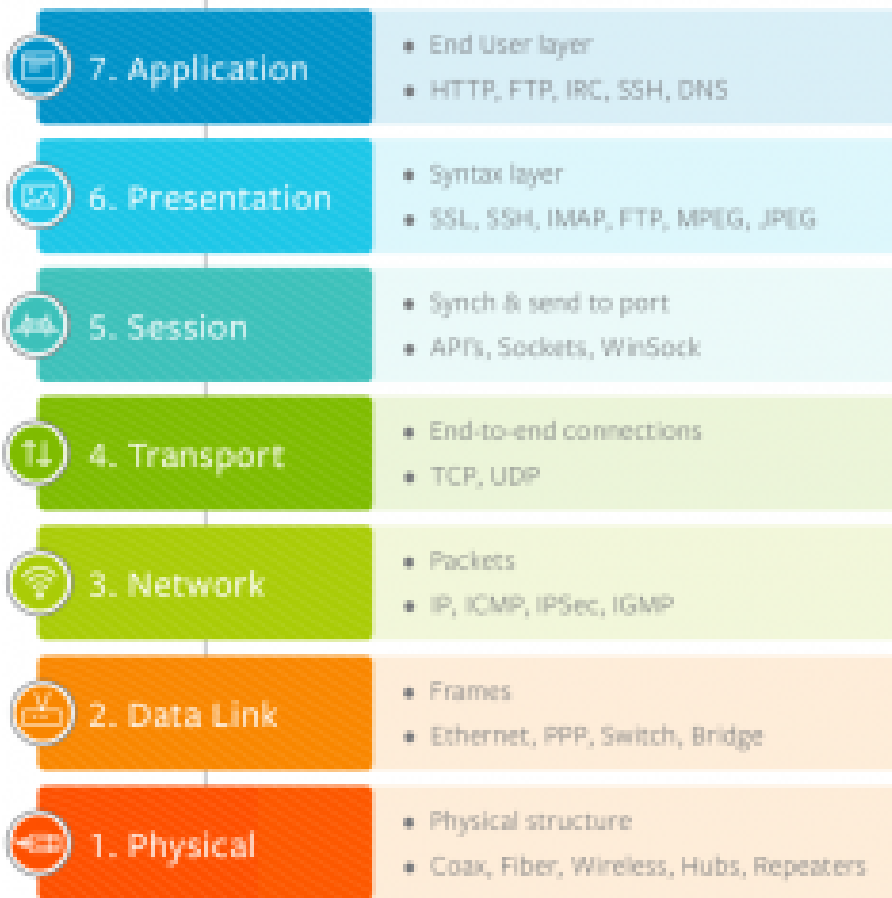 7. Application
• End User layer
• HTTP, FTP, IRC, SSH, DNS
6. Presentation
• Syntax layer
• SSL, SSH, IMAP, FTP, MPEG, JPEG
5. Session
• Synch & send to port
• API's, Sockets, WinSock
4. Transport
• End-to-end connections
• TCP, UDP
3. Network
• Packets
• IP, ICMP, IPSec, IGMP
2. Data Link
• Frames
• Ethernet, PPP, Switch, Bridge
1. Physical
• Physical structure
• Coax, Fiber, Wireless, Hubs, Repeaters